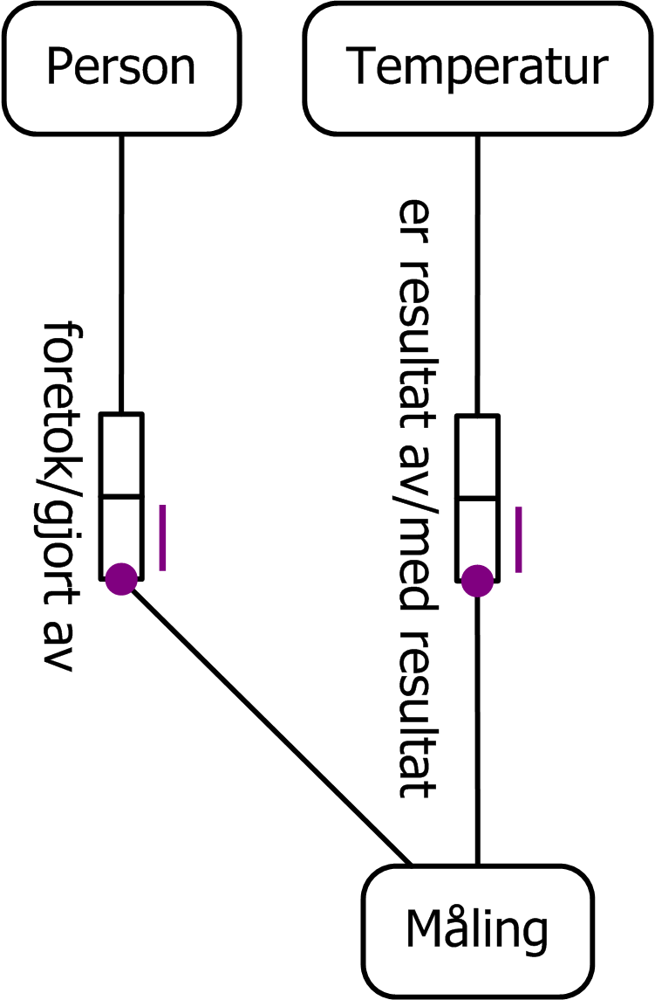 Person
Temperatur
foretok/gjort av
er resultat av/med resultat
Måling